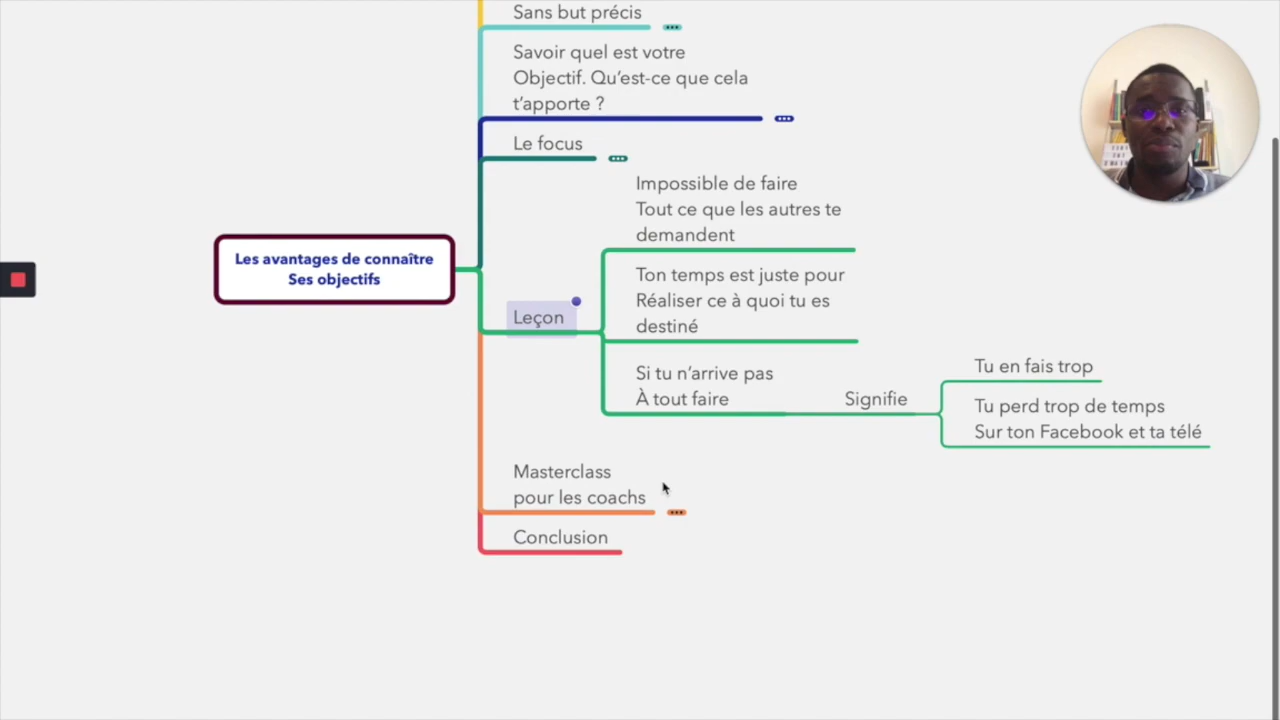 Sans but précis
Savoir quel est votre
Objectif. Qu’est-ce que cela
t’apporte ?
Le focus
Impossible de faire
Tout ce que les autres te
demandent
Les avantages de connaître
Ses objectifs
Ton temps est juste pour
Réaliser ce à quoi tu es
destiné
Leçon
Si tu n’arrive pas
À tout faire
Signifie
Tu en fais trop
Tu perd trop de temps
Sur ton Facebook et ta télé
Masterclass
pour les coachs
Conclusion